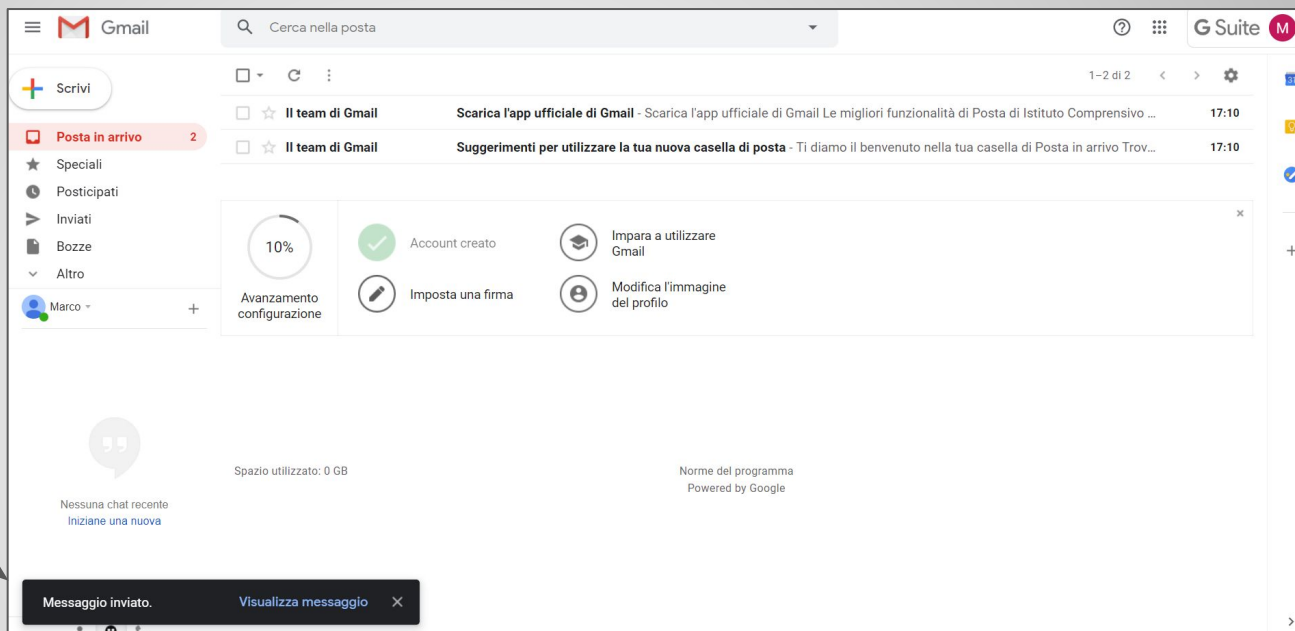 Gmail
Cerca nella posta
G Suite M
Scrivi
1–2 di 2
Il team di Gmail Scarica l'app ufficiale di Gmail - Scarica l'app ufficiale di Gmail Le migliori funzionalità di Posta di Istituto Comprensivo ... 17:10
Posta in arrivo 2
Il team di Gmail Suggerimenti per utilizzare la tua nuova casella di posta - Ti diamo il benvenuto nella tua casella di Posta in arrivo Trov... 17:10
Speciali
Posticipati
Inviati
Bozze
Altro
Marco
10%
Avanzamento
configurazione
Account creato
Imposta una firma
Impara a utilizzare
Gmail
Modifica l'immagine
del profilo
Spazio utilizzato: 0 GB
Norme del programma
Powered by Google
Nessuna chat recente
Iniziane una nuova
Messaggio inviato. Visualizza messaggio